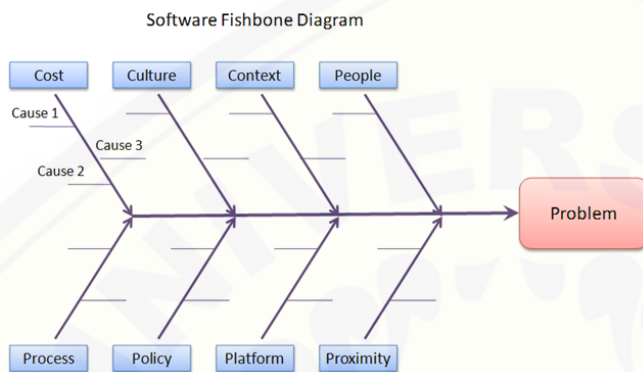 Software Fishbone Diagram
Cost Culture Context People
Cause 1
Cause 3
Cause 2
Problem
Process Policy Platform Proximity